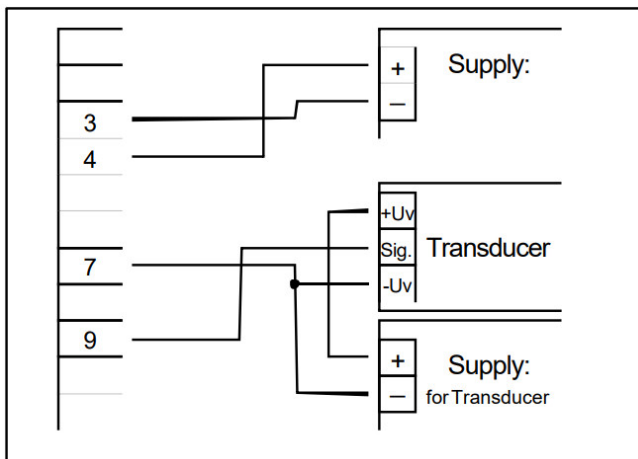 3
4
7
9
+
–
Supply:
+Uv
Sig.
-Uv
Transducer
+
–
Supply:
for Transducer